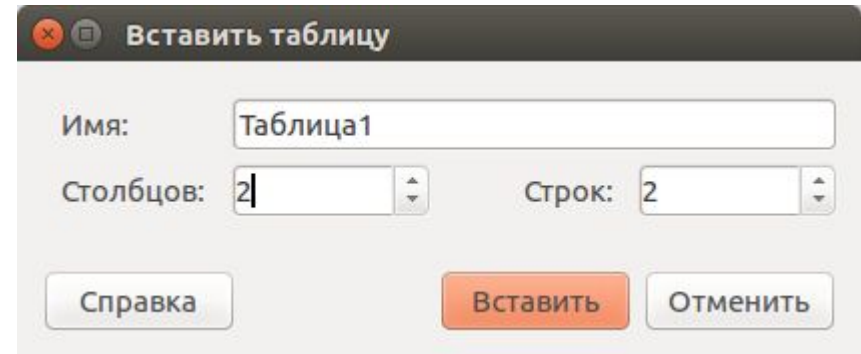 Вставить таблицу
Имя: Таблица1
Столбцов: 2 Строк: 2
Справка Вставить Отменить